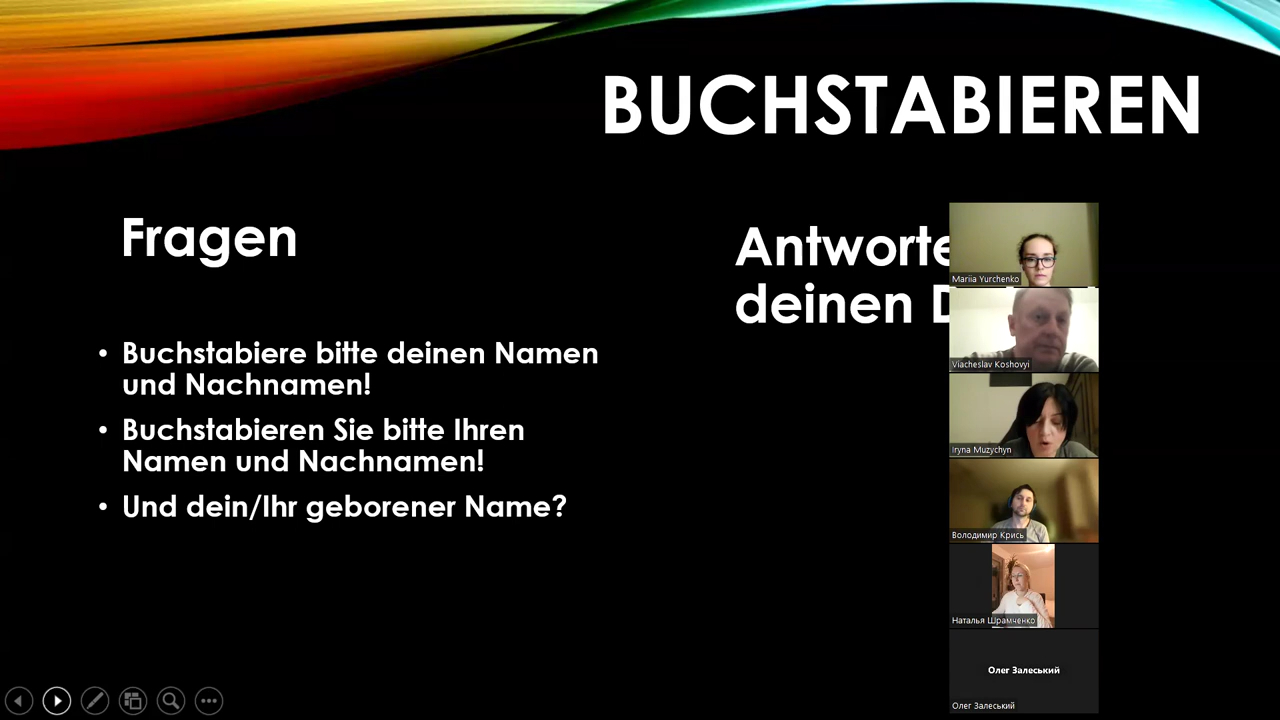 BUCHSTABIEREN
Fragen
• Buchstabiere bitte deinen Namen
und Nachnamen!
• Buchstabieren Sie bitte Ihren
Namen und Nachnamen!
• Und dein/Ihr geborener Name?
Antworte
deinen D
Mariia Yurchenko
Viacheslav Koshovyi
Iryna Muzychyn
Володимир Крись
Наталья Шрамченко
Олег Залеський
Олег Залеський